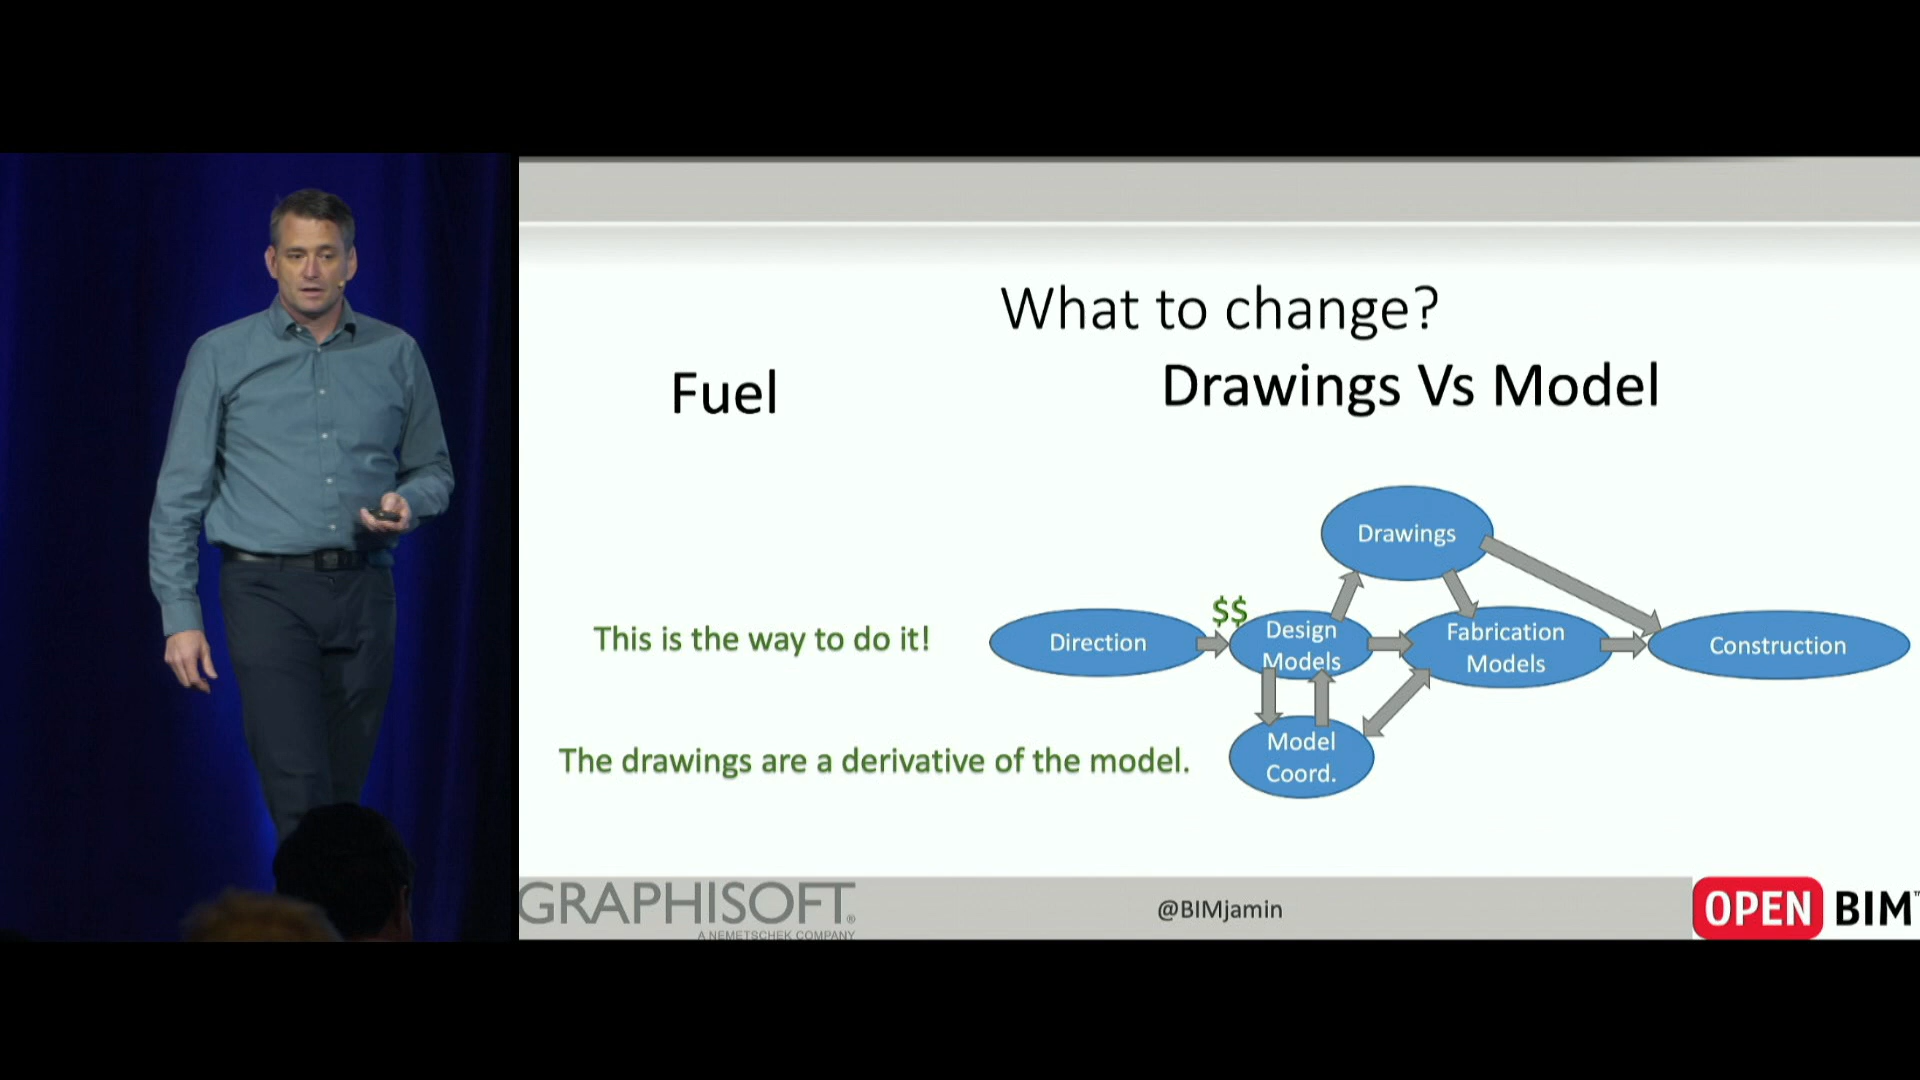 What to change?
Fuel
Drawings Vs Model
Drawings
$$
This is the way to do it!
Direction
Design
Models
Fabrication
Models
Construction
The drawings are a derivative of the model.
Model
Coord.
GRAPHISOFT®
A NEMETSCHEK COMPANY
@BIMjamin
OPEN BIM™